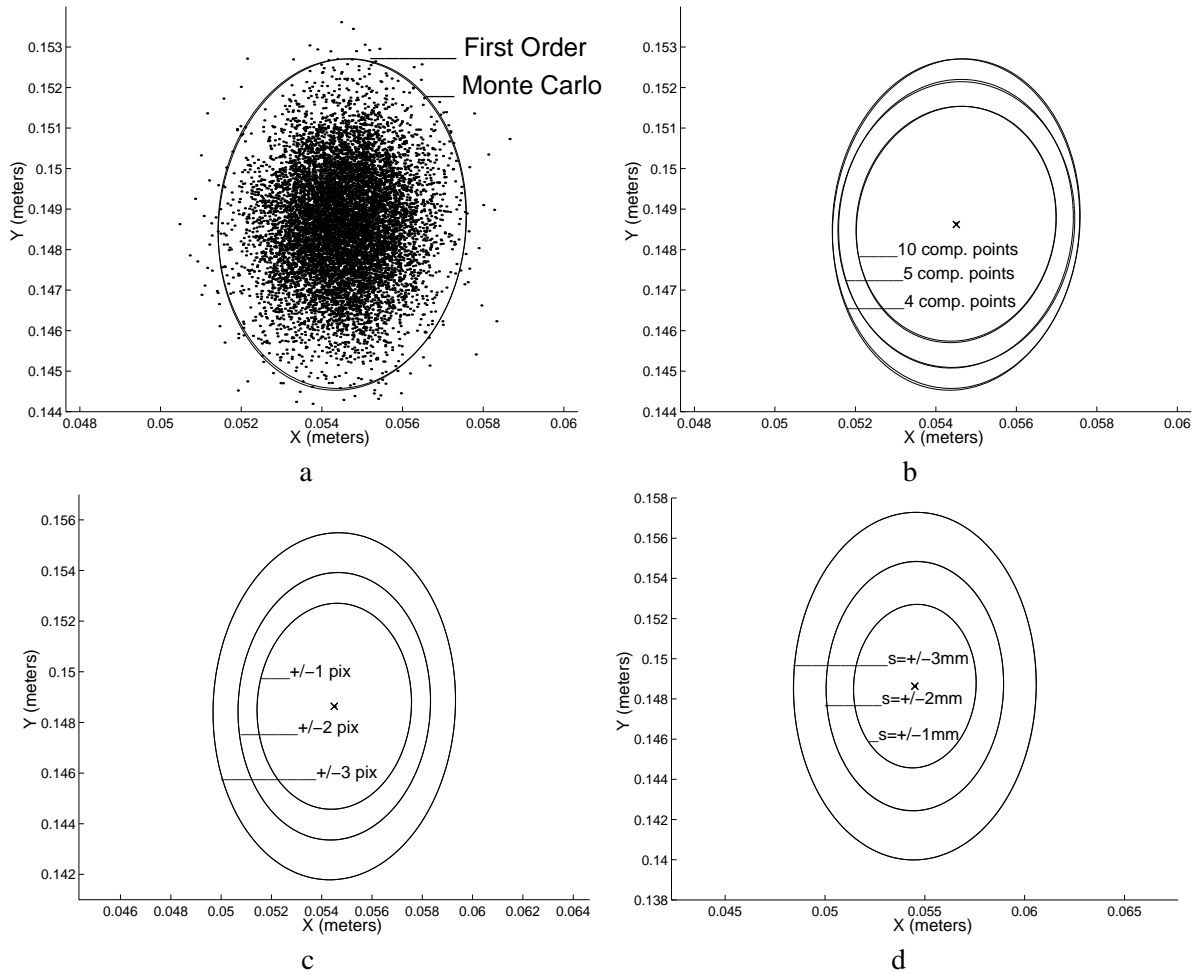 First Order
Monte Carlo
0.153
0.152
0.151
0.15
0.149
0.148
0.147
0.146
0.145
0.144
Y (meters)
0.048 0.05 0.052 0.054 0.056 0.058 0.06
X (meters)
a
0.153
0.152
0.151
0.15
0.149
0.148
0.147
0.146
0.145
0.144
Y (meters)
10 comp. points
5 comp. points
4 comp. points
0.048 0.05 0.052 0.054 0.056 0.058 0.06
X (meters)
b
0.156
0.154
0.152
0.15
0.148
0.146
0.144
0.142
Y (meters)
+/−1 pix
+/−2 pix
+/−3 pix
0.046 0.048 0.05 0.052 0.054 0.056 0.058 0.06 0.062 0.064
X (meters)
c
0.158
0.156
0.154
0.152
0.15
0.148
0.146
0.144
0.142
0.14
0.138
Y (meters)
s=+/−3mm
s=+/−2mm
s=+/−1mm
0.045 0.05 0.055 0.06 0.065
X (meters)
d